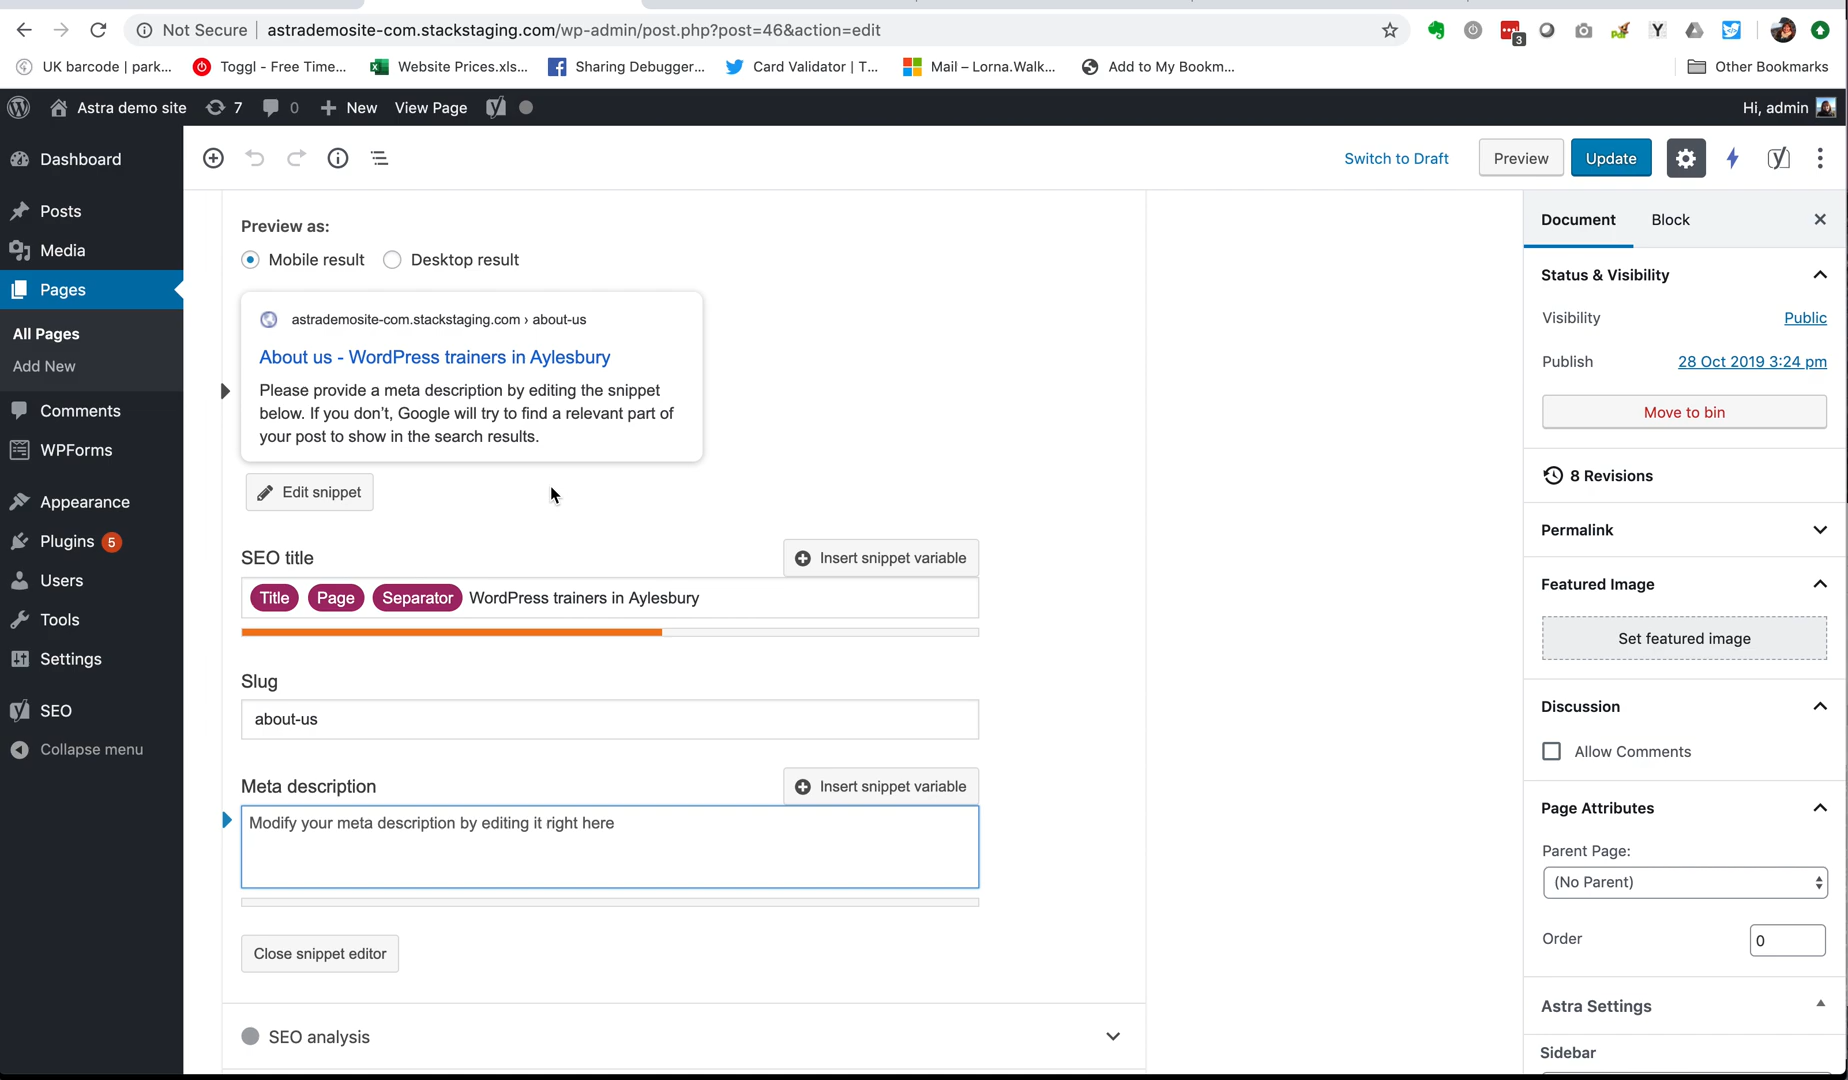 Not Secure | astrademosite-com.stackstaging.com/wp-admin/post.php?post=46&action=edit
3
Y
UK barcode | park...
Toggl - Free Time...
Website Prices.xls...
Sharing Debugger...
Card Validator | T...
Mail – Lorna.Walk...
Add to My Bookm...
Other Bookmarks
Astra demo site
7
0
New
View Page
Hi, admin
Dashboard
Posts
Media
Pages
All Pages
Add New
Comments
WPForms
Appearance
Plugins 5
Users
Tools
Settings
SEO
Collapse menu
Switch to Draft
Preview
Update
Preview as:
Mobile result
Desktop result
astrademosite-com.stackstaging.com › about-us
About us - WordPress trainers in Aylesbury
Please provide a meta description by editing the snippet
below. If you don’t, Google will try to find a relevant part of
your post to show in the search results.
Edit snippet
SEO title
Insert snippet variable
Title Page Separator WordPress trainers in Aylesbury
Slug
about-us
Meta description
Insert snippet variable
Modify your meta description by editing it right here
Close snippet editor
SEO analysis
Document
Block
Status & Visibility
Visibility
Public
Publish
28 Oct 2019 3:24 pm
Move to bin
8 Revisions
Permalink
Featured Image
Set featured image
Discussion
Allow Comments
Page Attributes
Parent Page:
(No Parent)
Order
0
Astra Settings
Sidebar